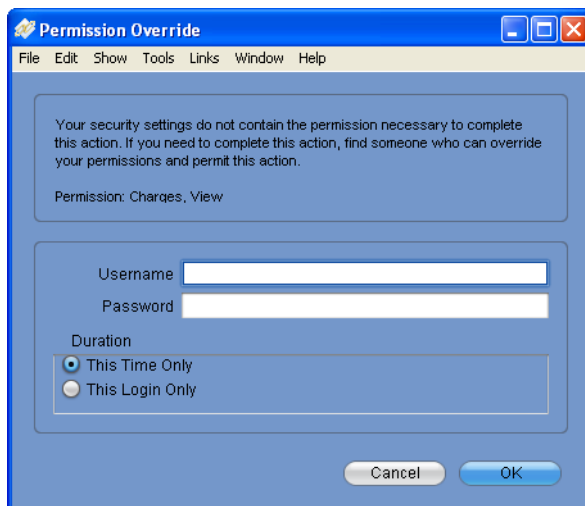 Permission Override
File Edit Show Tools Links Window Help
Your security settings do not contain the permission necessary to complete
this action. If you need to complete this action, find someone who can override
your permissions and permit this action.
Permission: Charges, View
Username
Password
Duration
This Time Only
This Login Only
Cancel OK